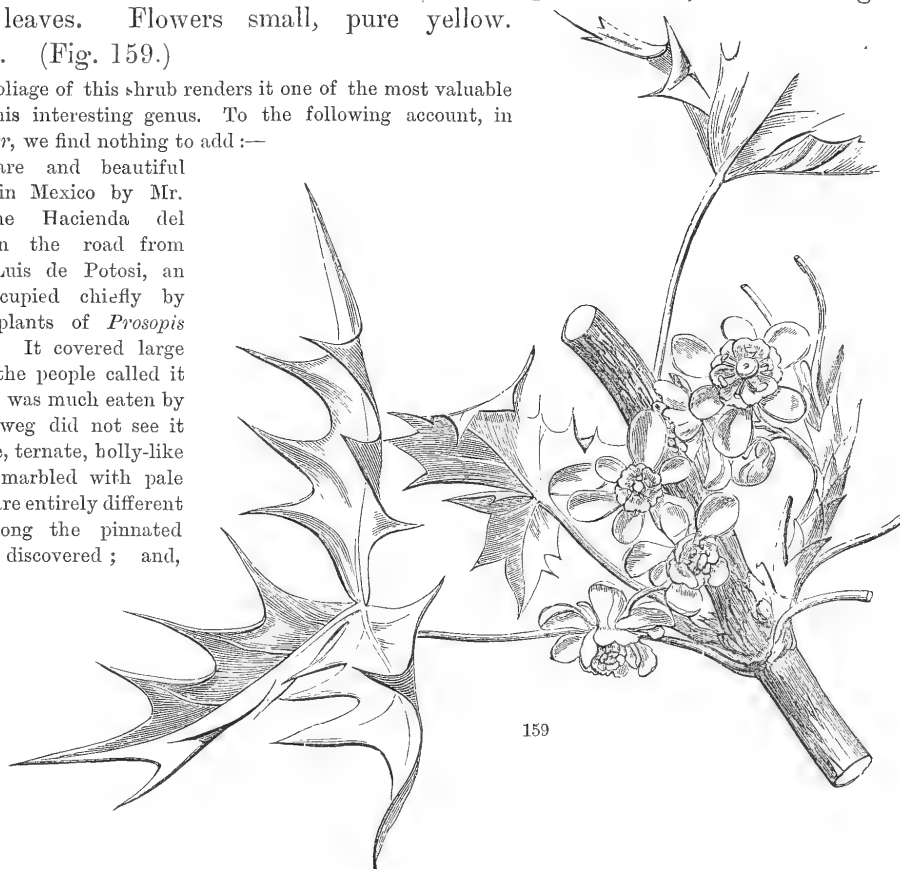 leaves. Flowers small, pure yellow.
. (Fig. 159.)
oliage of this shrub renders it one of the most valuable
his interesting genus. To the following account, in
r, we find nothing to add :—
are and beautiful
in Mexico by Mr.
ne Hacienda del
n the road from
Luis de Potosi, an
cupied chiefly by
plants of Prosopis
It covered large
the people called it
was much eaten by
weg did not see it
e, ternate, holly-like
marbled with pale
are entirely different
ong the pinnated
discovered ; and,
159